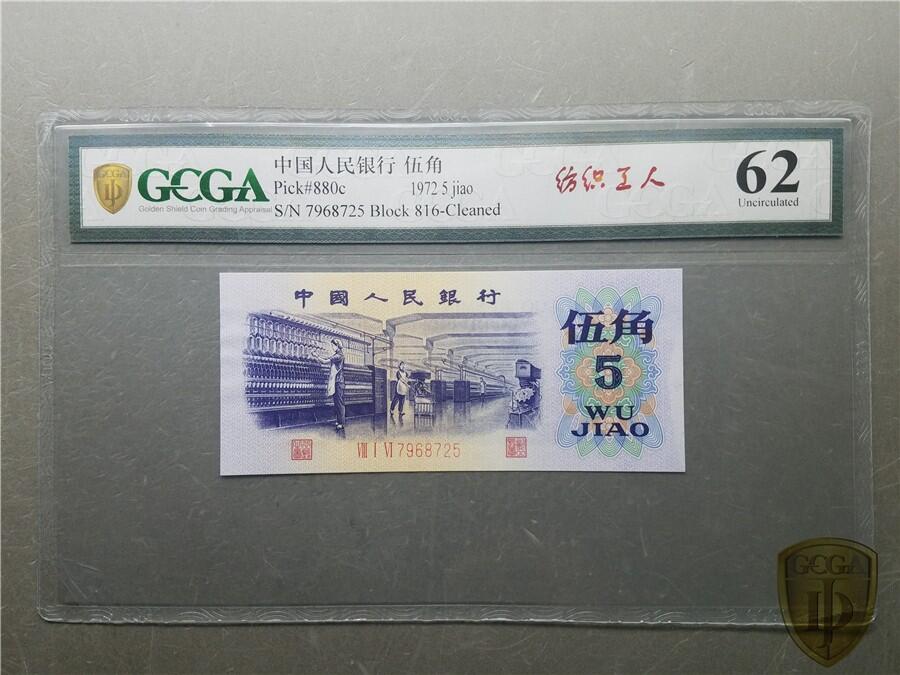 中国人民银行 伍角
GCGA
Pick#880c 1972 5 jiao
Golden Shield Coin Grading Appraisal
S/N 7968725 Block 816-Cleaned
纺织工人
62
Uncirculated
中國人民銀行
伍角
5
WU
JIAO
VIII I VI 7968725
GCGA